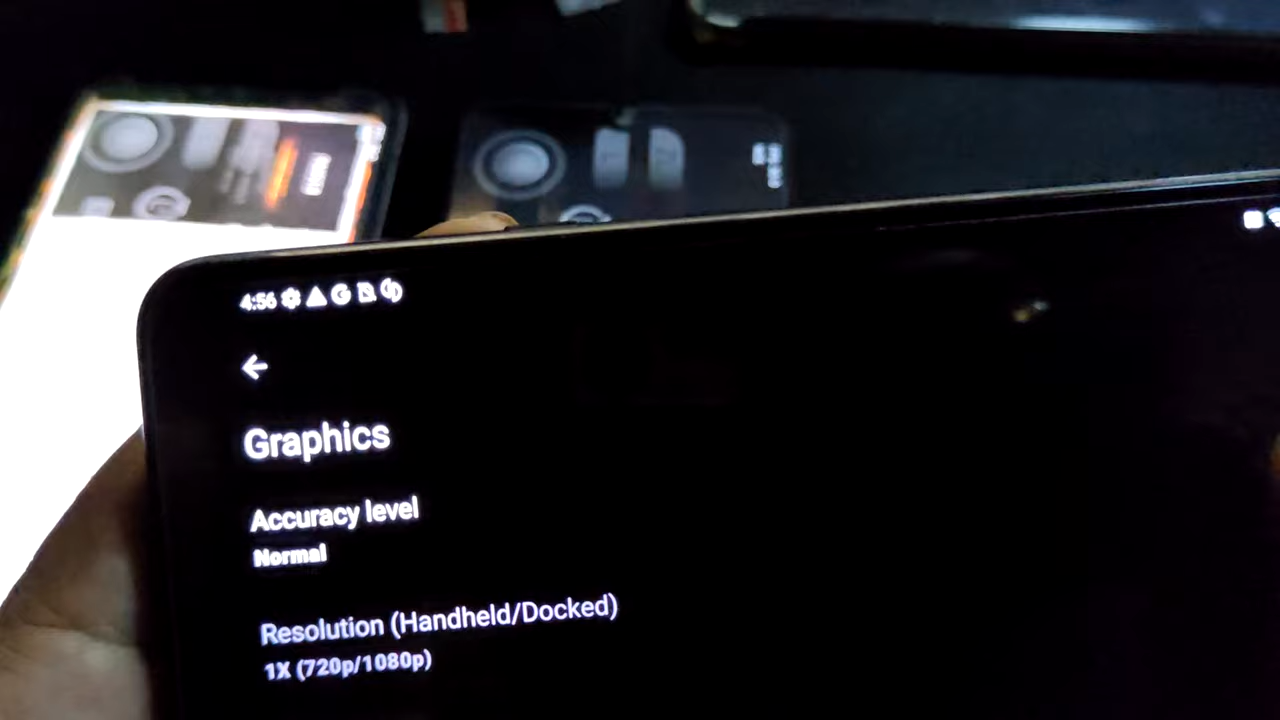 4:56
Graphics
Accuracy level
Normal
Resolution (Handheld/Docked)
1X (720p/1080p)